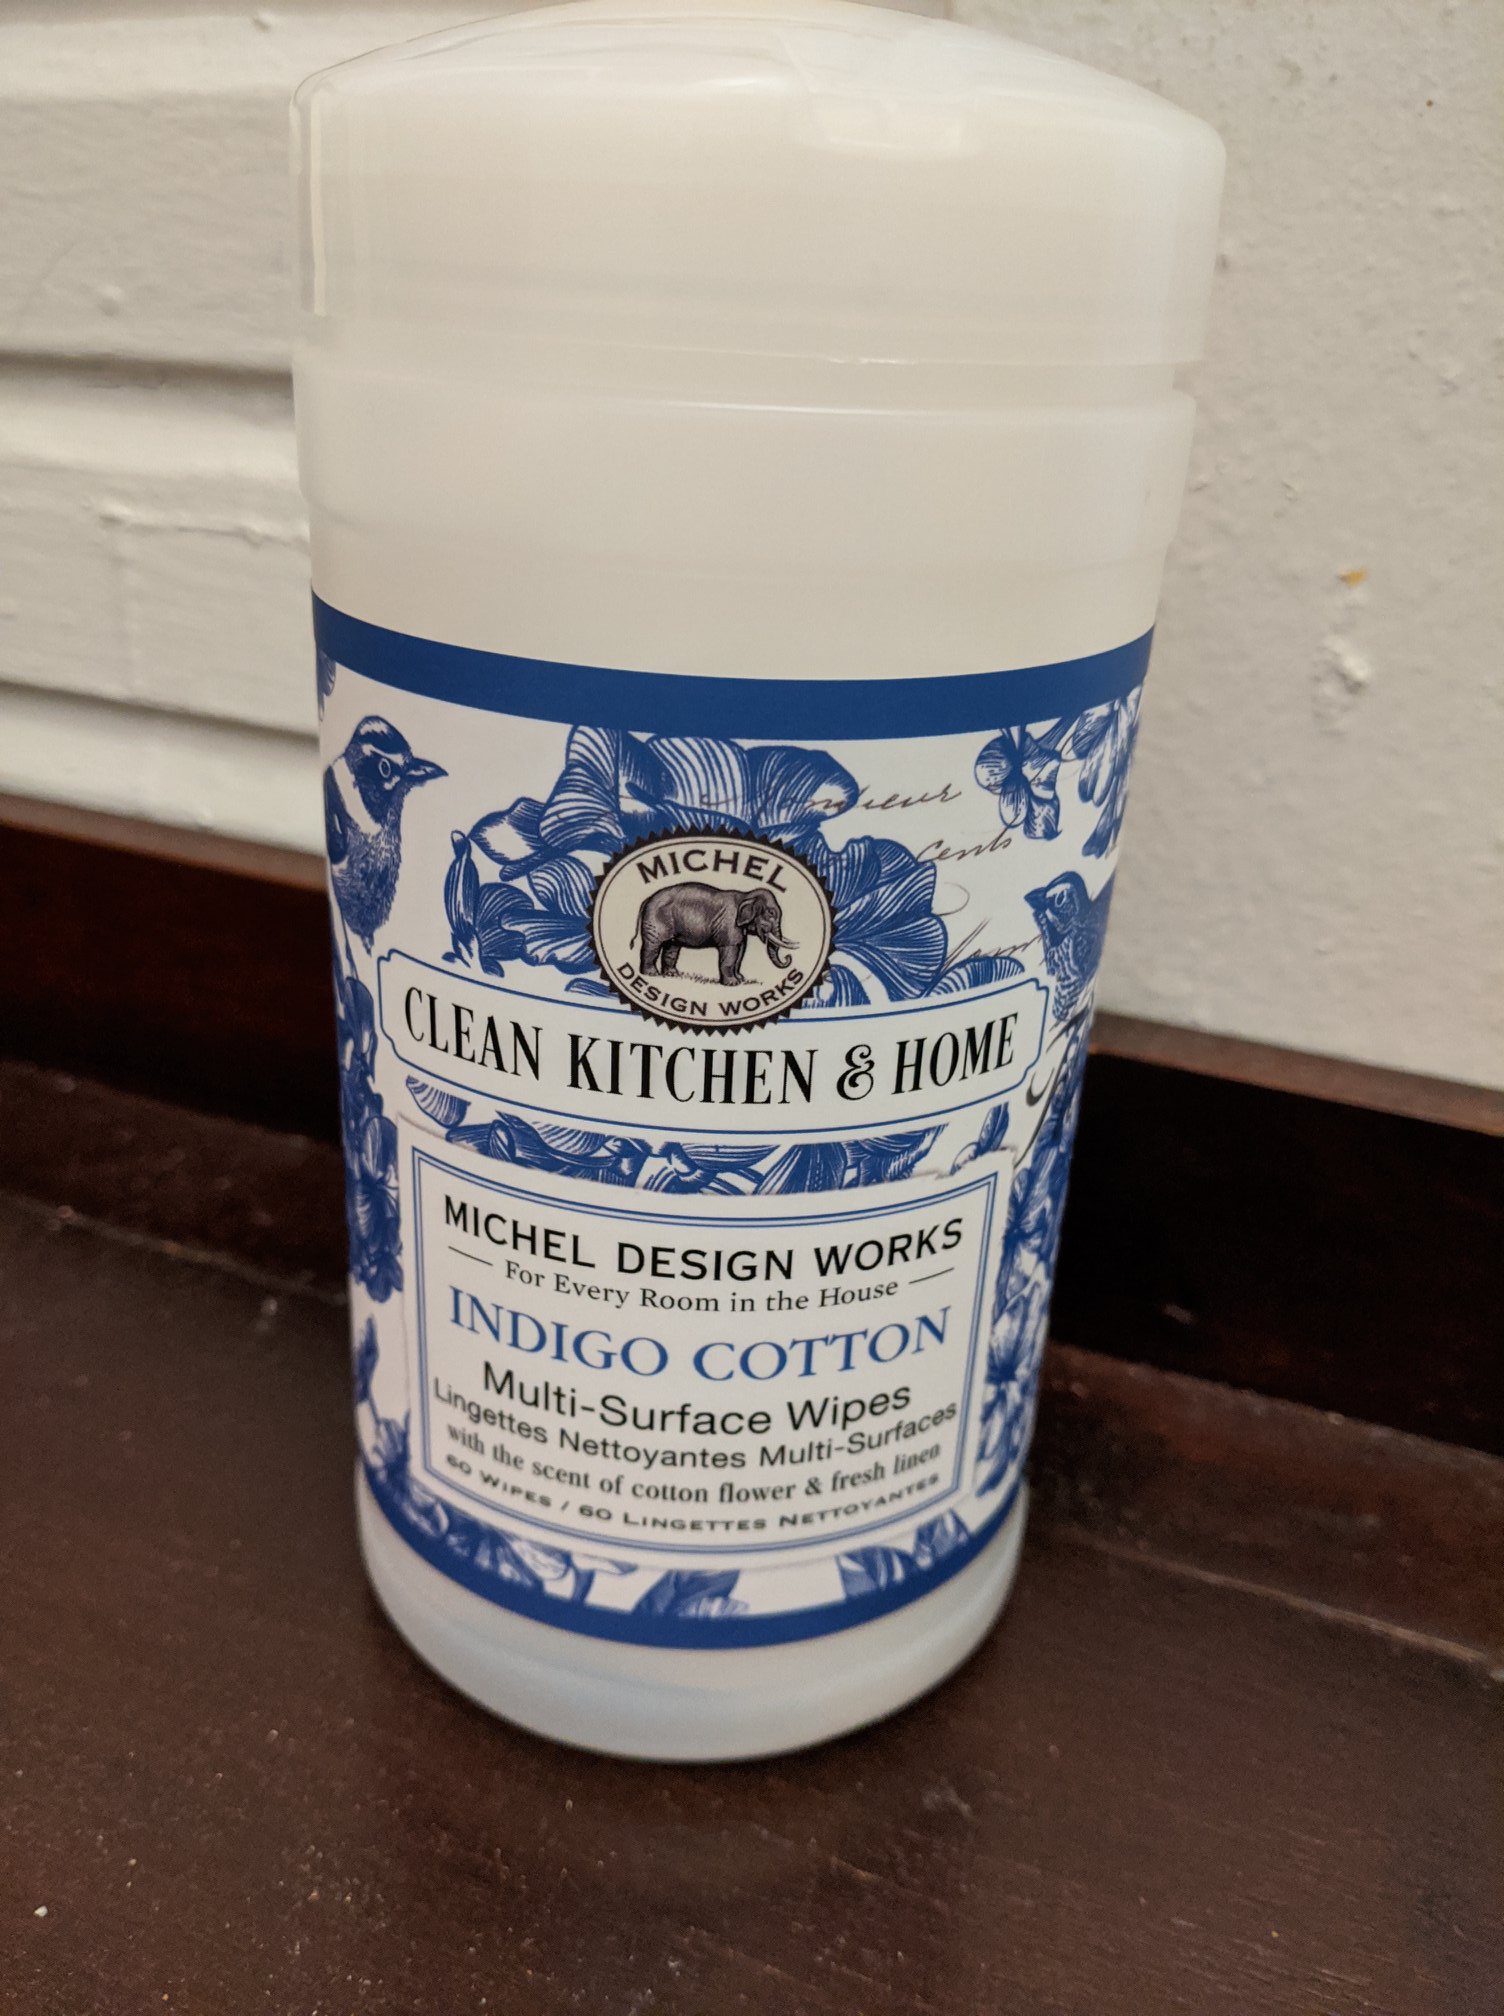 MICHEL
DESIGN WORKS
CLEAN KITCHEN & HOME
MICHEL DESIGN WORKS
For Every Room in the House
INDIGO COTTON
Multi-Surface Wipes
Lingettes Nettoyantes Multi-Surfaces
with the scent of cotton flower & fresh linen
60 WIPES / 60 LINGETTES NETTOYANTES